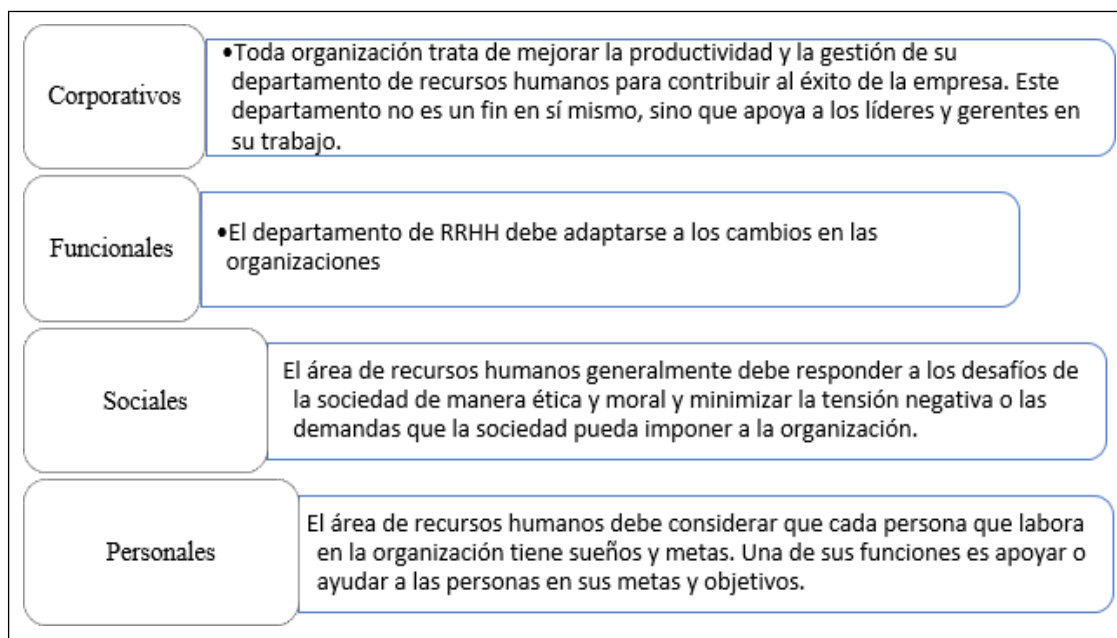 Corporativos
•Toda organización trata de mejorar la productividad y la gestión de su
departamento de recursos humanos para contribuir al éxito de la empresa. Este
departamento no es un fin en sí mismo, sino que apoya a los líderes y gerentes en
su trabajo.
Funcionales
•El departamento de RRHH debe adaptarse a los cambios en las
organizaciones
Sociales
El área de recursos humanos generalmente debe responder a los desafíos de
la sociedad de manera ética y moral y minimizar la tensión negativa o las
demandas que la sociedad pueda imponer a la organización.
Personales
El área de recursos humanos debe considerar que cada persona que labora
en la organización tiene sueños y metas. Una de sus funciones es apoyar o
ayudar a las personas en sus metas y objetivos.